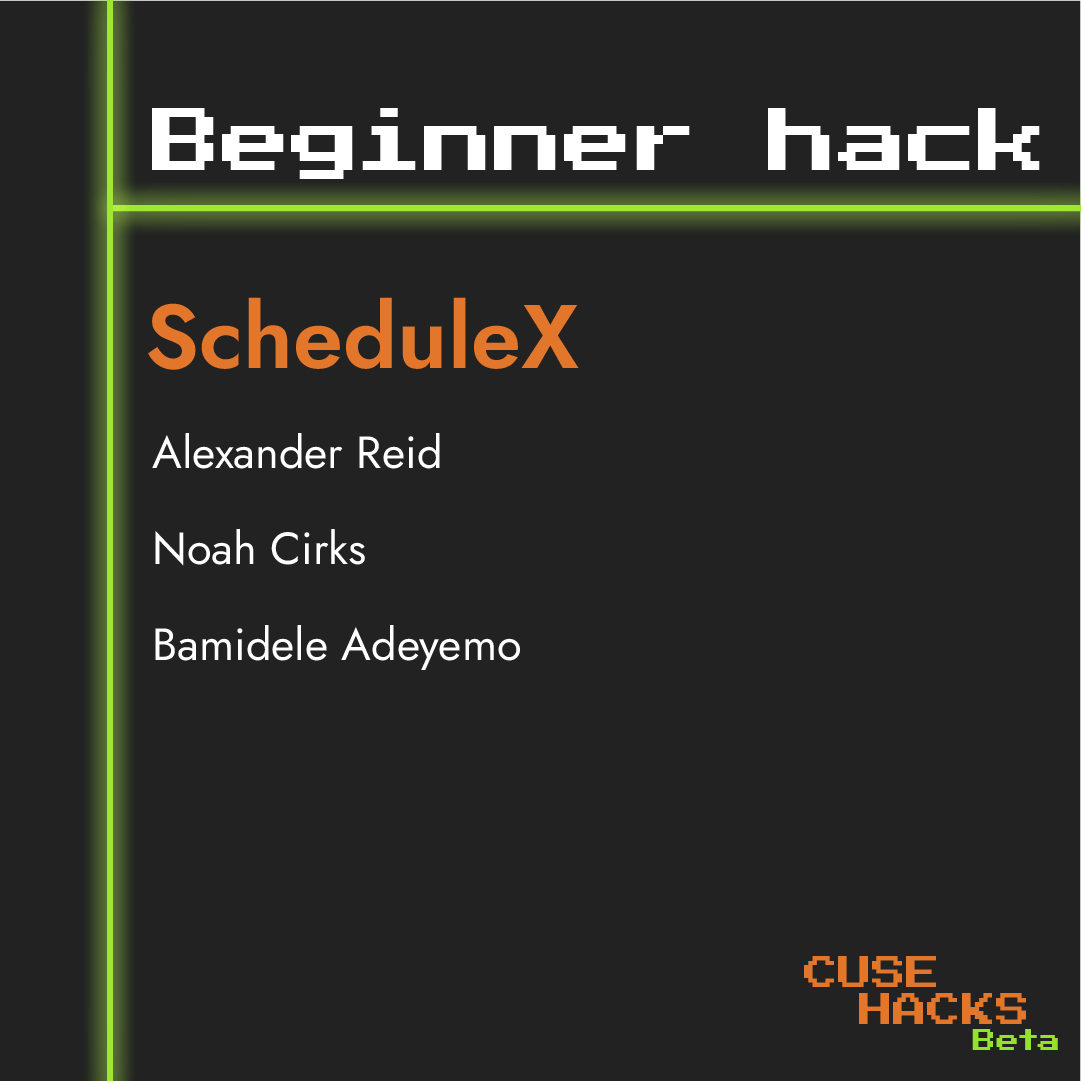 Beginner hack
ScheduleX
Alexander Reid
Noah Cirks
Bamidele Adeyemo
CUSE
HACKS
Beta